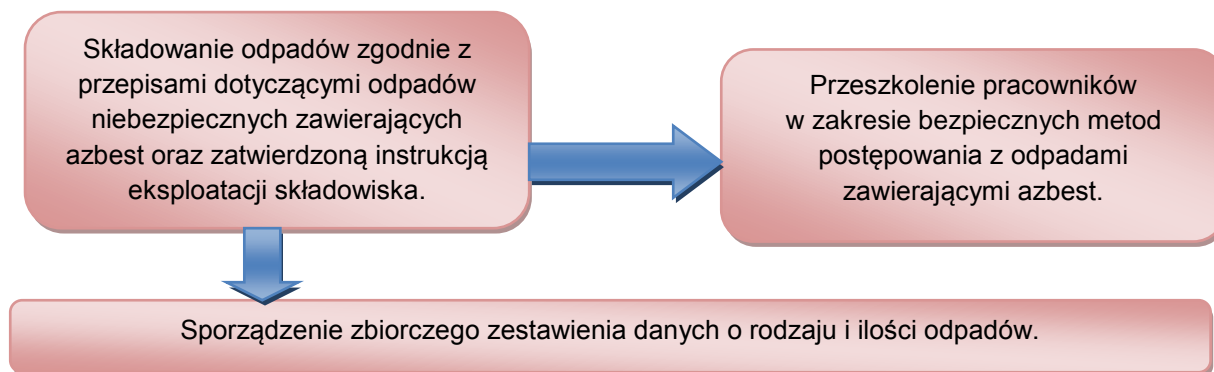 Składowanie odpadów zgodnie z
przepisami dotyczącymi odpadów
niebezpiecznych zawierających
azbest oraz zatwierdzoną instrukcją
eksploatacji składowiska.
Przeszkolenie pracowników
w zakresie bezpiecznych metod
postępowania z odpadami
zawierającymi azbest.
Sporządzenie zbiorczego zestawienia danych o rodzaju i ilości odpadów.